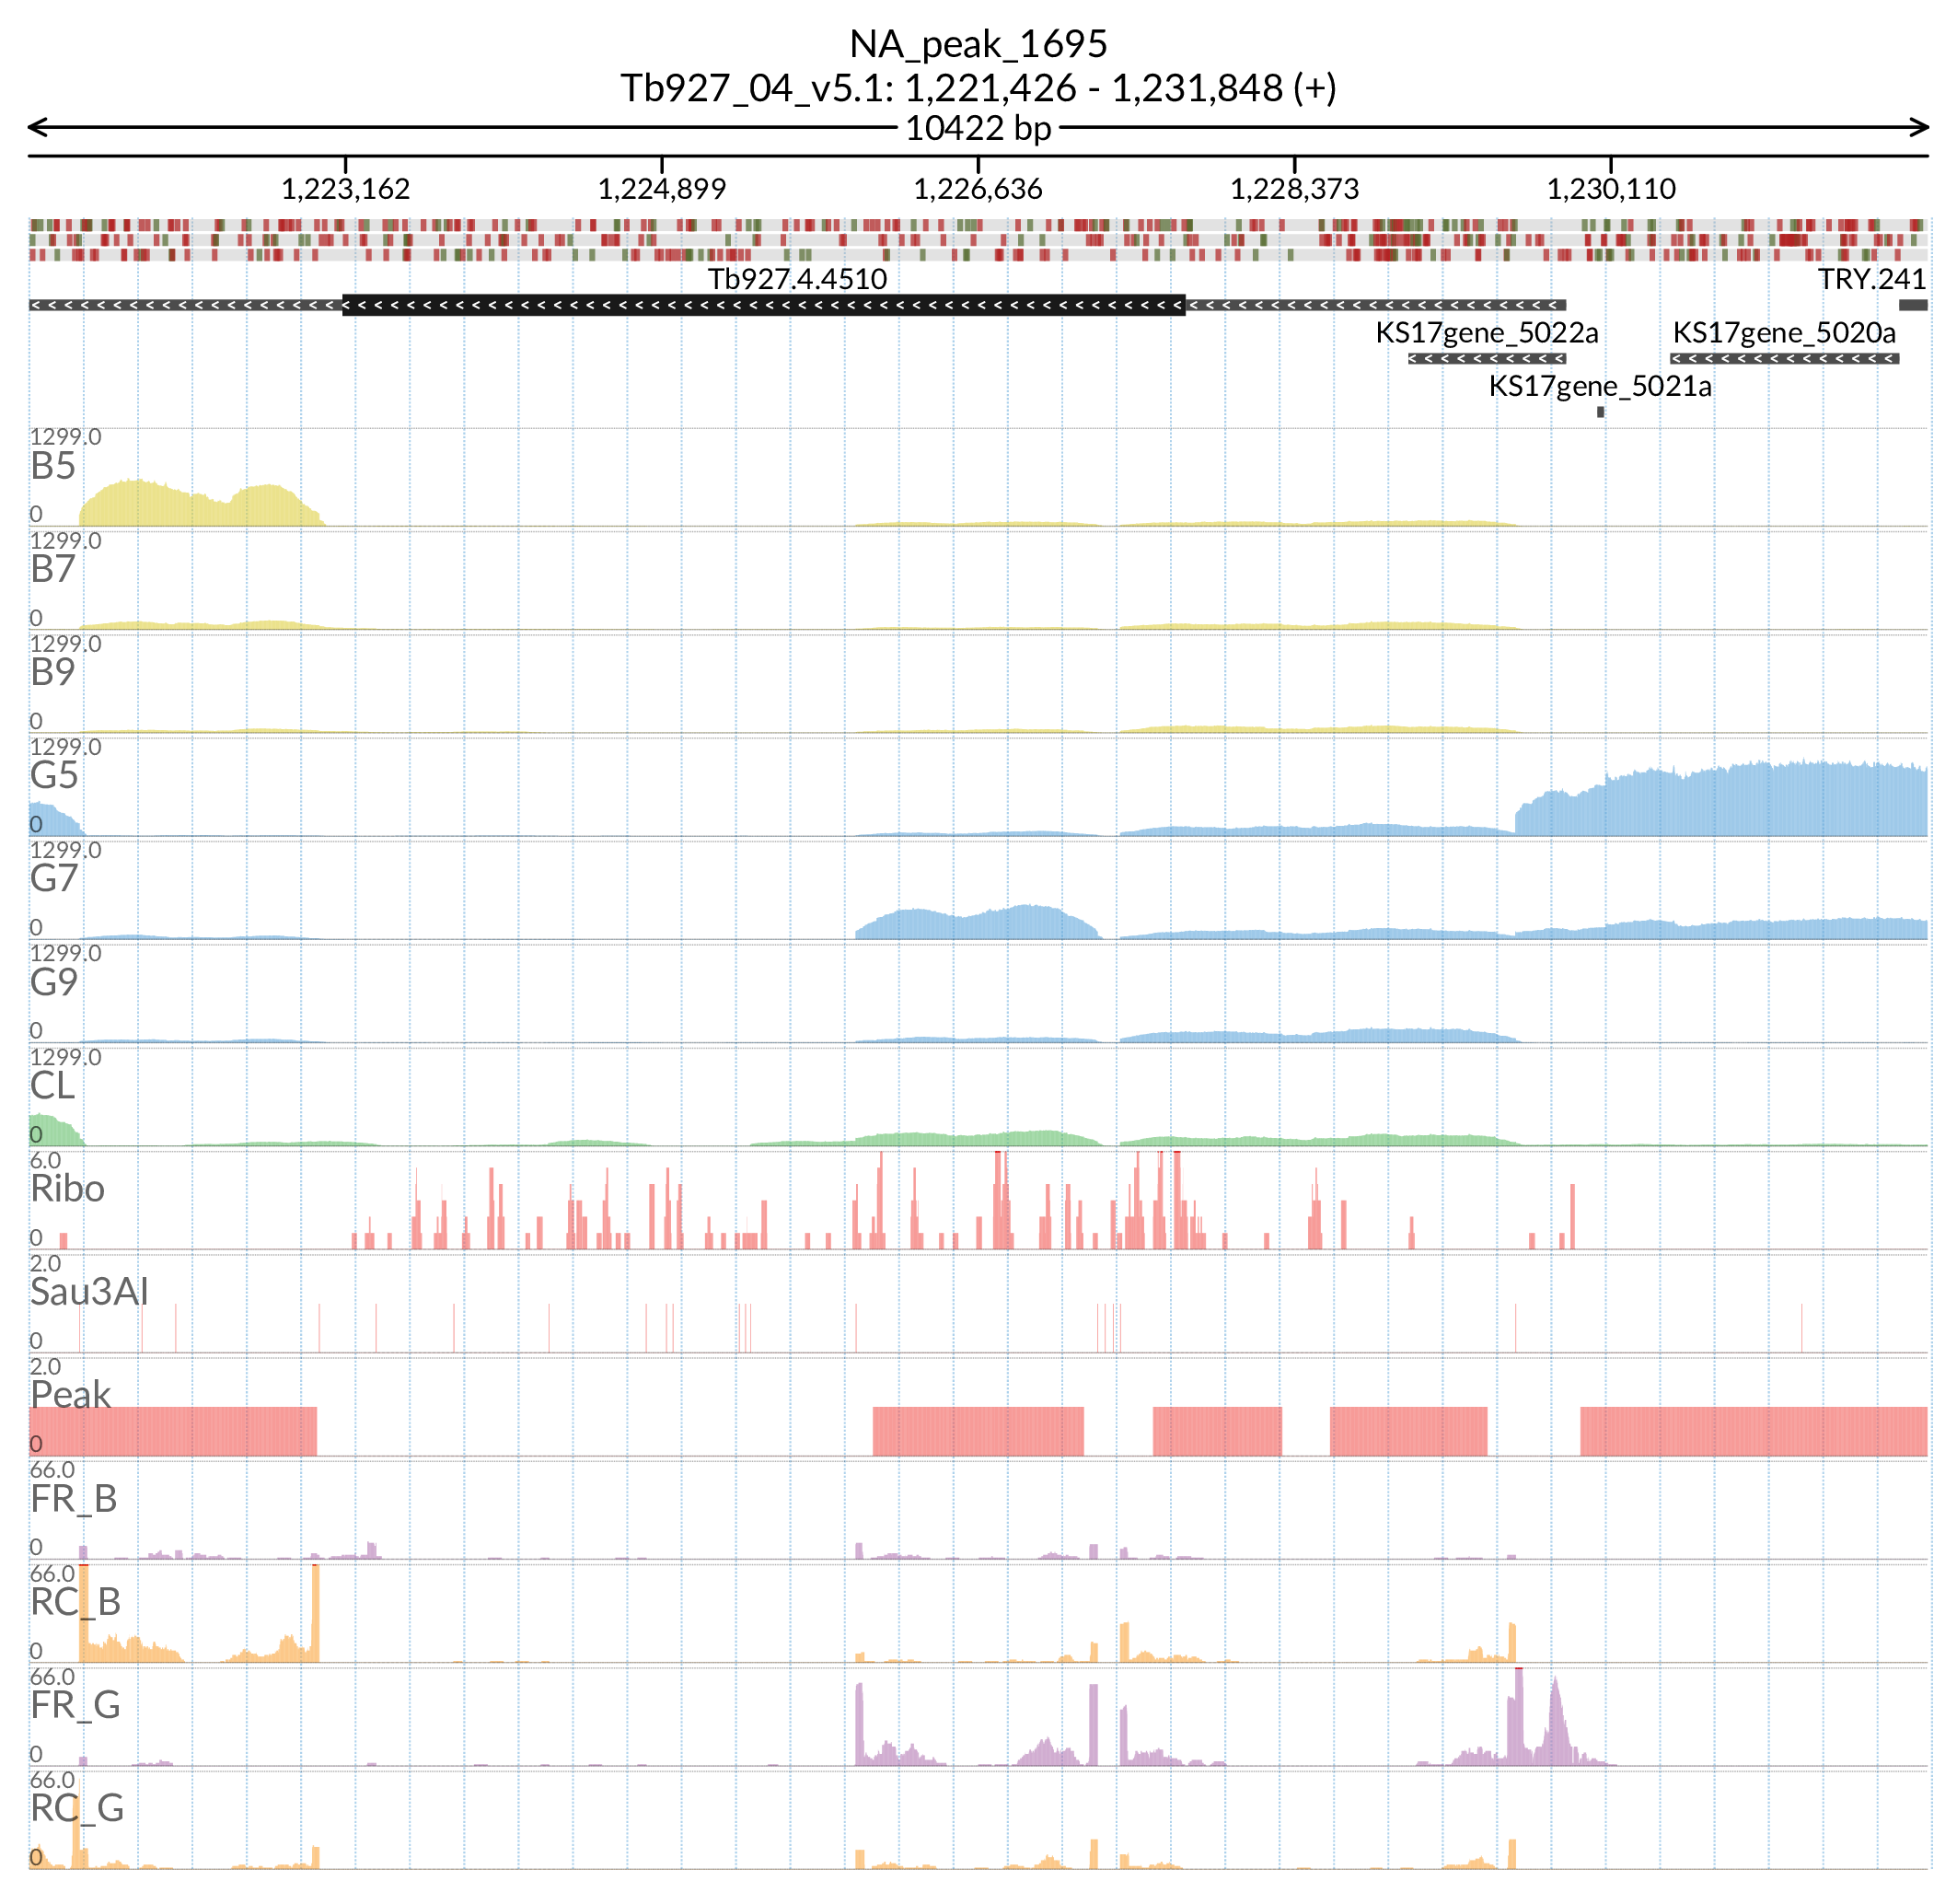 NA_peak_1695
Tb927_04_v5.1: 1,221,426 - 1,231,848 (+)
10422 bp
1,223,162 1,224,899 1,226,636 1,228,373 1,230,110
Tb927.4.4510 TRY.241
KS17gene_5022a KS17gene_5020a
KS17gene_5021a
1299.0
B5
0
1299.0
B7
0
1299.0
B9
0
1299.0
G5
0
1299.0
G7
0
1299.0
G9
0
1299.0
CL
0
6.0
Ribo
0
2.0
Sau3AI
0
2.0
Peak
0
66.0
FR_B
0
66.0
RC_B
0
66.0
FR_G
0
66.0
RC_G
0